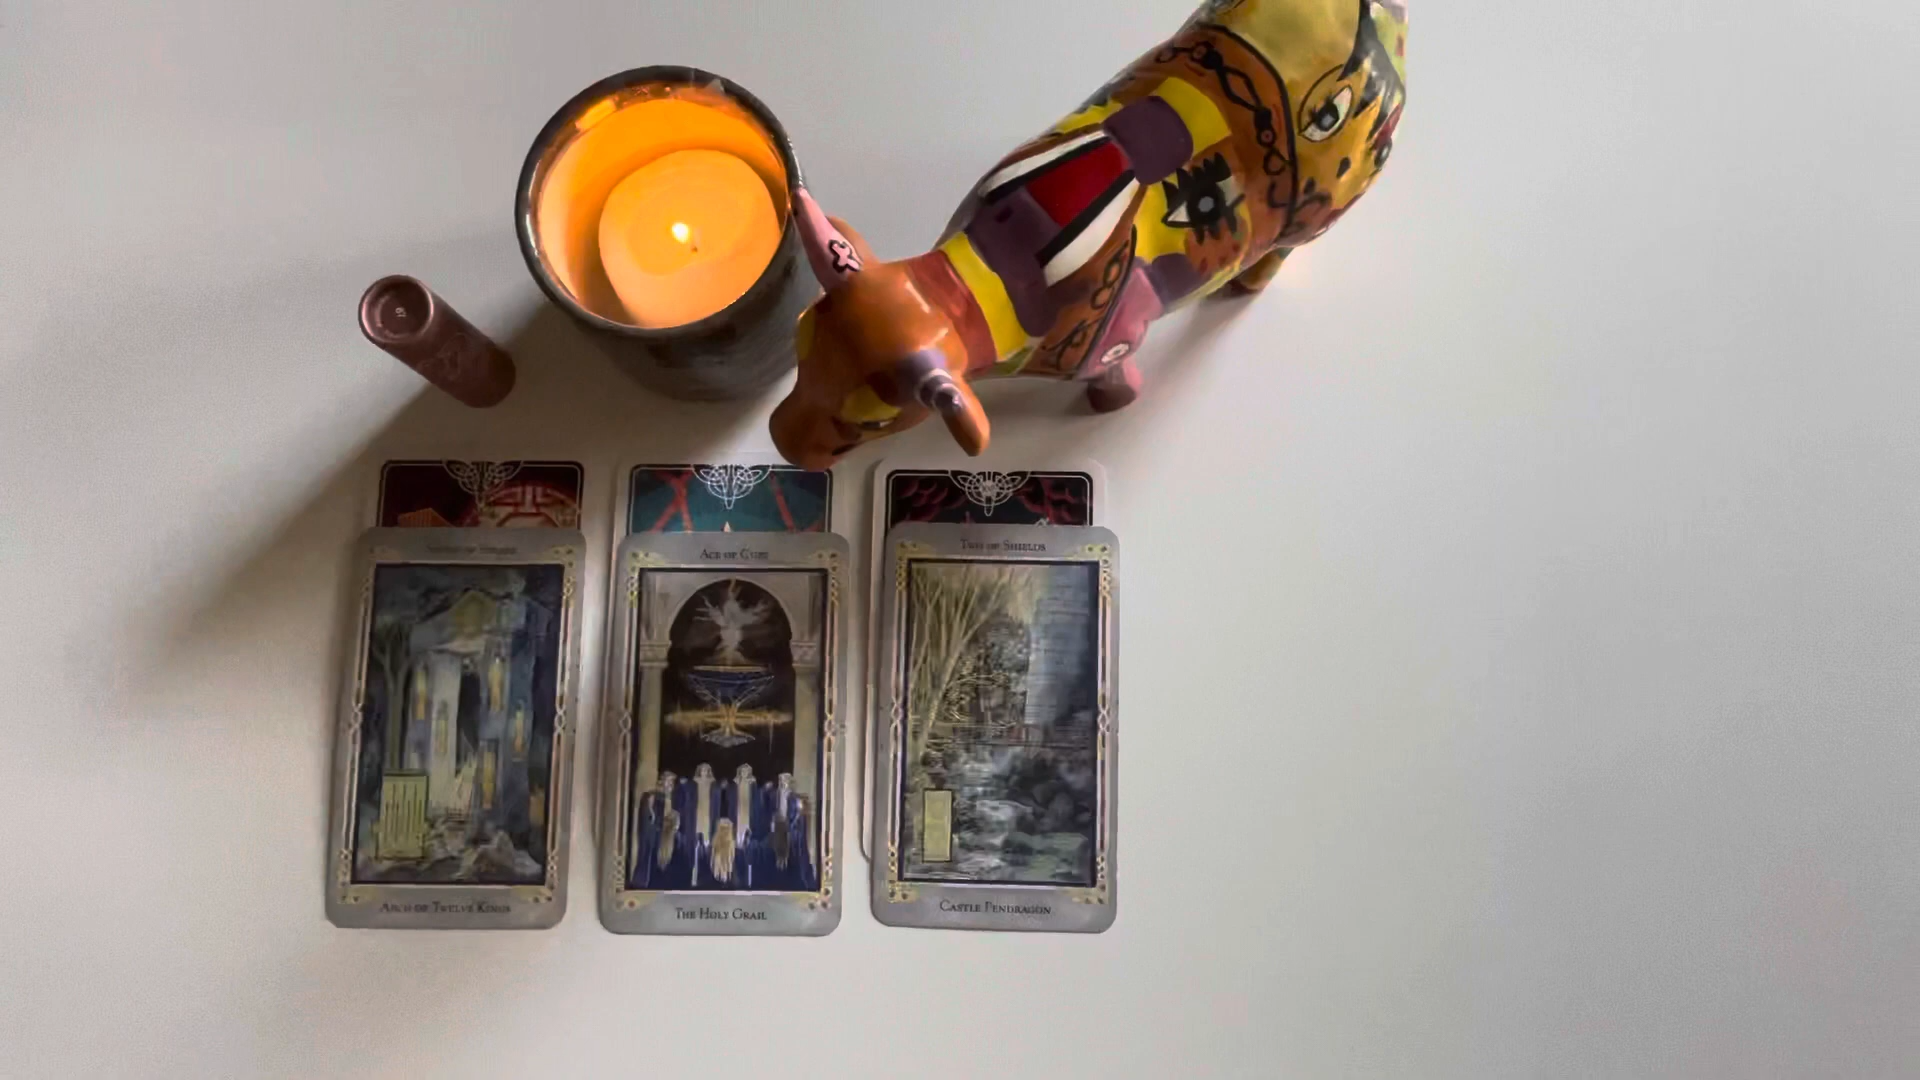 Ace of Cups
Two of Shields
Arch of Twelve Kings
The Holy Grail
Castle Pendragon